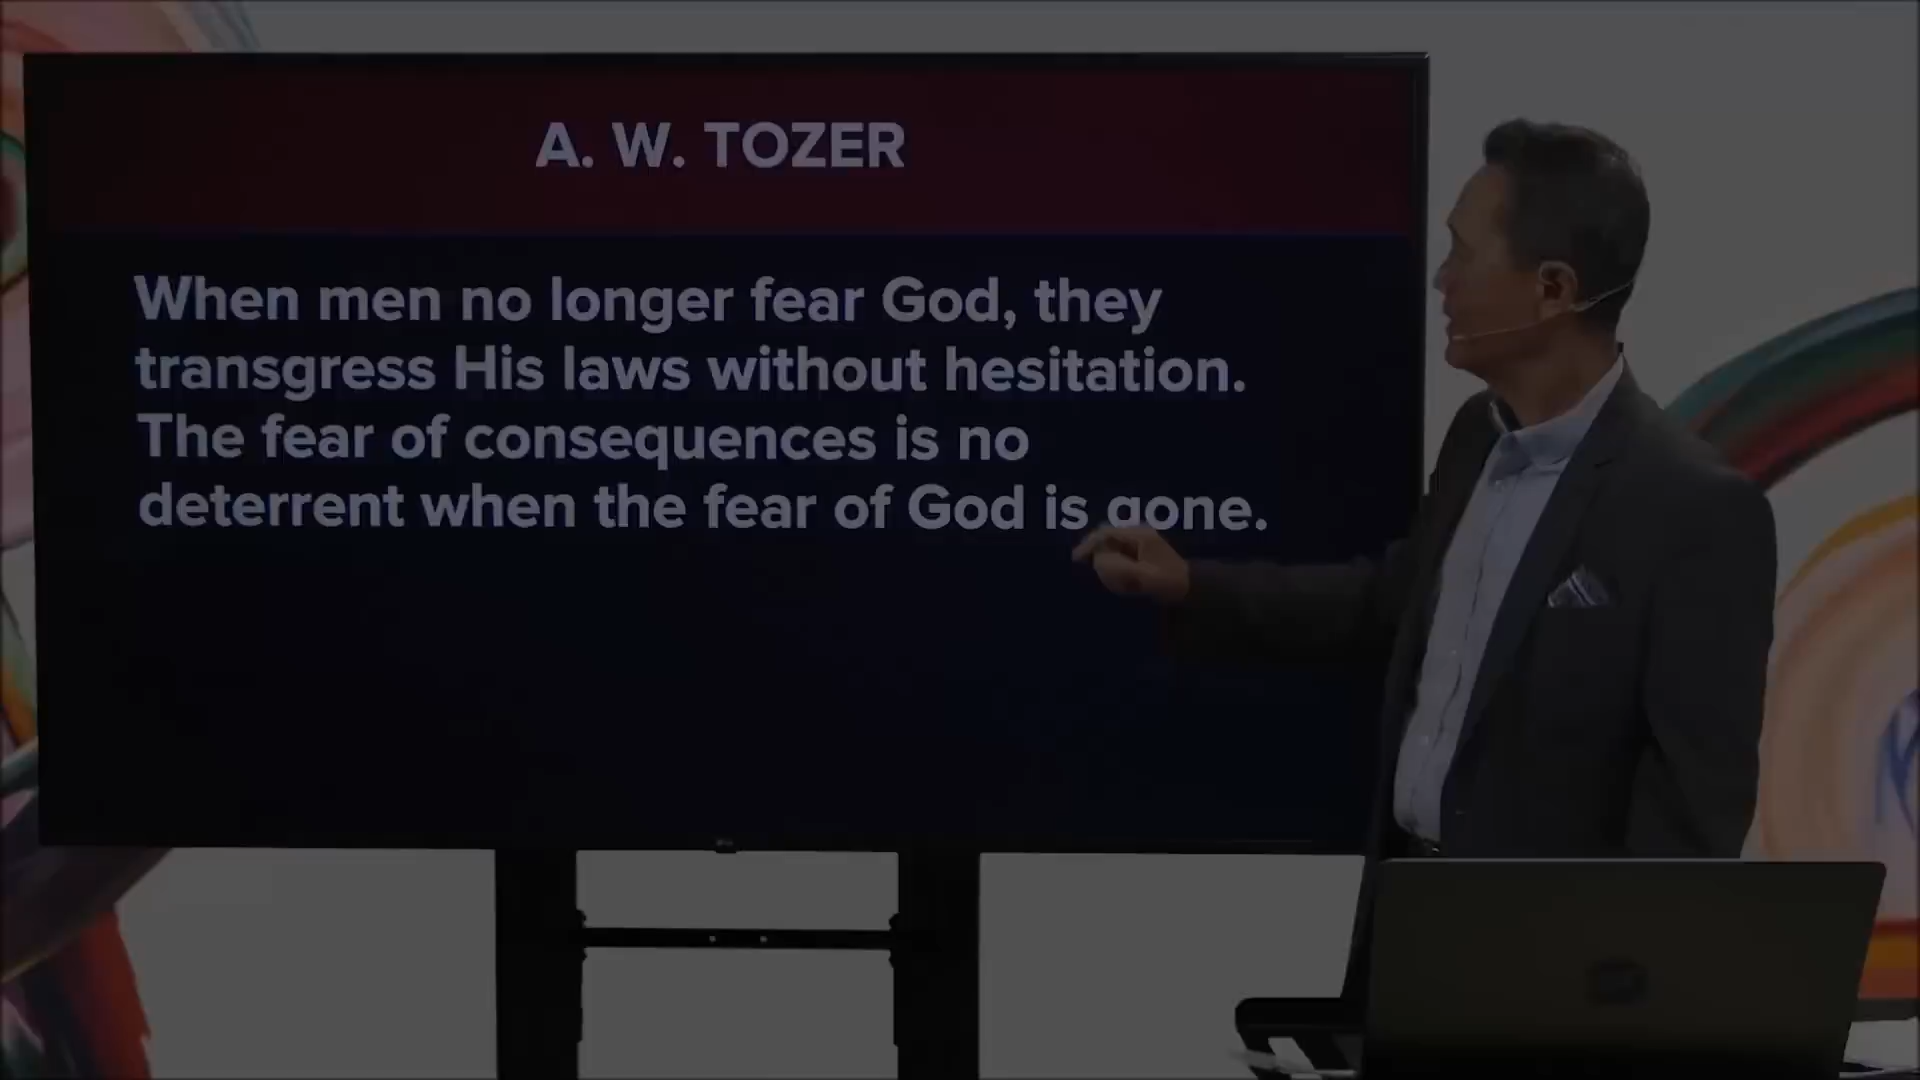 A. W. TOZER
When men no longer fear God, they
transgress His laws without hesitation.
The fear of consequences is no
deterrent when the fear of God is gone.